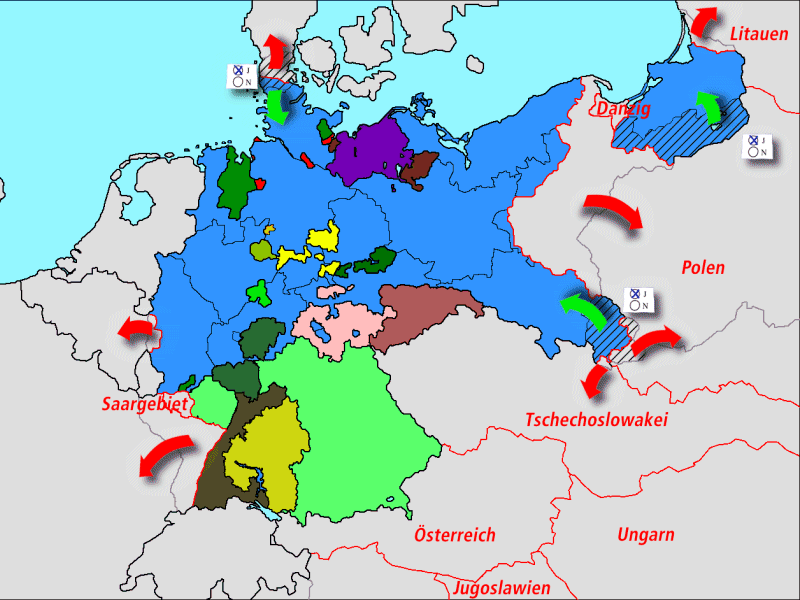 Litauen
J
N
Danzig
J
N
Polen
J
N
Saargebiet
Tschechoslowakei
Österreich
Ungarn
Jugoslawien